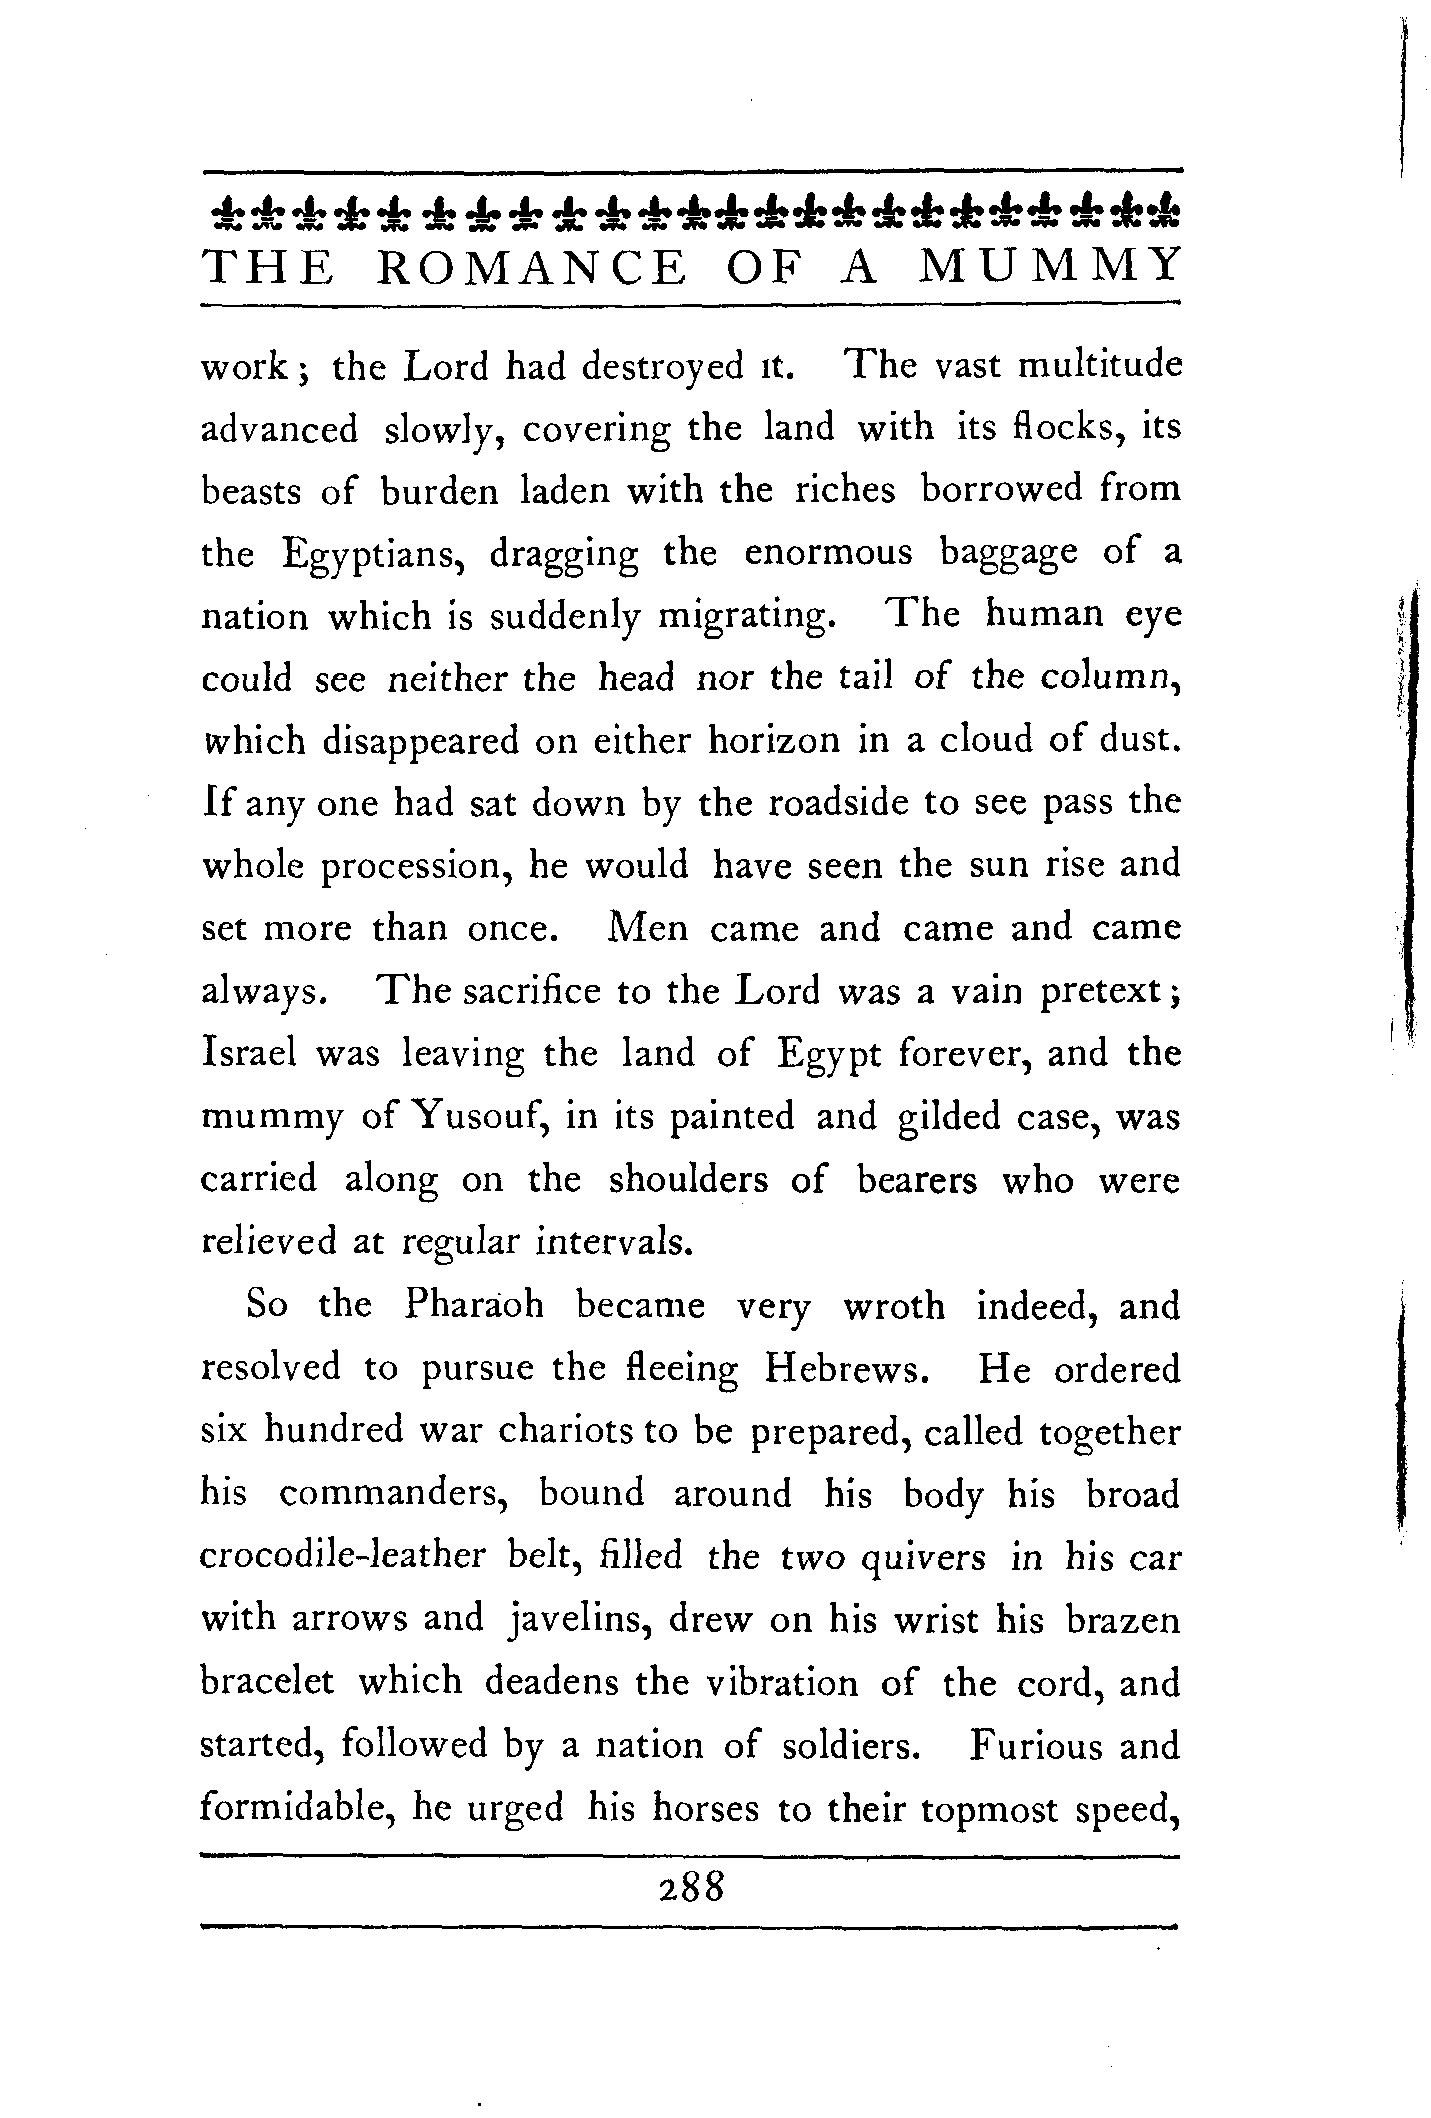 THE ROMANCE OF A MUMMY
work; the Lord had destroyed it. The vast multitude
advanced slowly, covering the land with its flocks, its
beasts of burden laden with the riches borrowed from
the Egyptians, dragging the enormous baggage of a
nation which is suddenly migrating. The human eye
could see neither the head nor the tail of the column,
which disappeared on either horizon in a cloud of dust.
If any one had sat down by the roadside to see pass the
whole procession, he would have seen the sun rise and
set more than once. Men came and came and came
always. The sacrifice to the Lord was a vain pretext;
Israel was leaving the land of Egypt forever, and the
mummy of Yusouf, in its painted and gilded case, was
carried along on the shoulders of bearers who were
relieved at regular intervals.
So the Pharaoh became very wroth indeed, and
resolved to pursue the fleeing Hebrews. He ordered
six hundred war chariots to be prepared, called together
his commanders, bound around his body his broad
crocodile-leather belt, filled the two quivers in his car
with arrows and javelins, drew on his wrist his brazen
bracelet which deadens the vibration of the cord, and
started, followed by a nation of soldiers. Furious and
formidable, he urged his horses to their topmost speed,
288